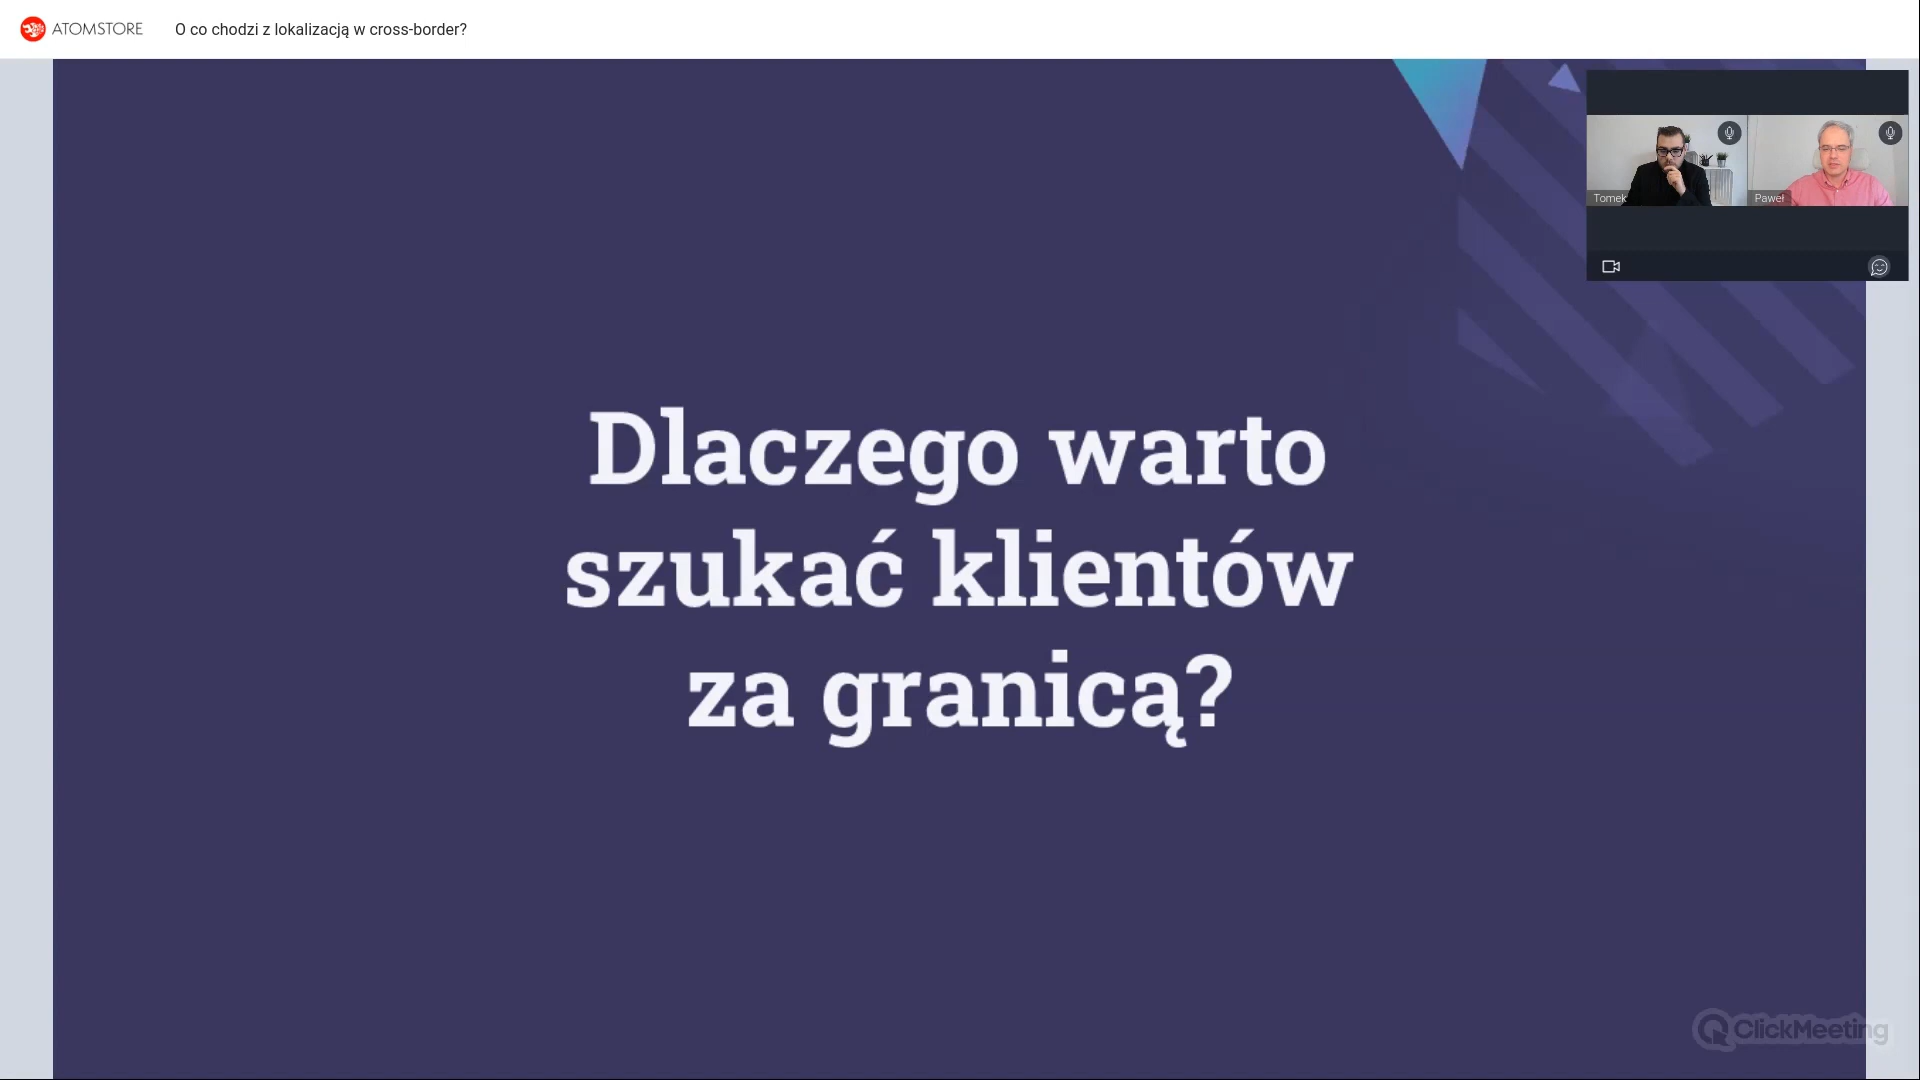 ATOMSTORE
O co chodzi z lokalizacją w cross-border?
Tomek
Paweł
Dlaczego warto
szukać klientów
za granicą?
ClickMeeting